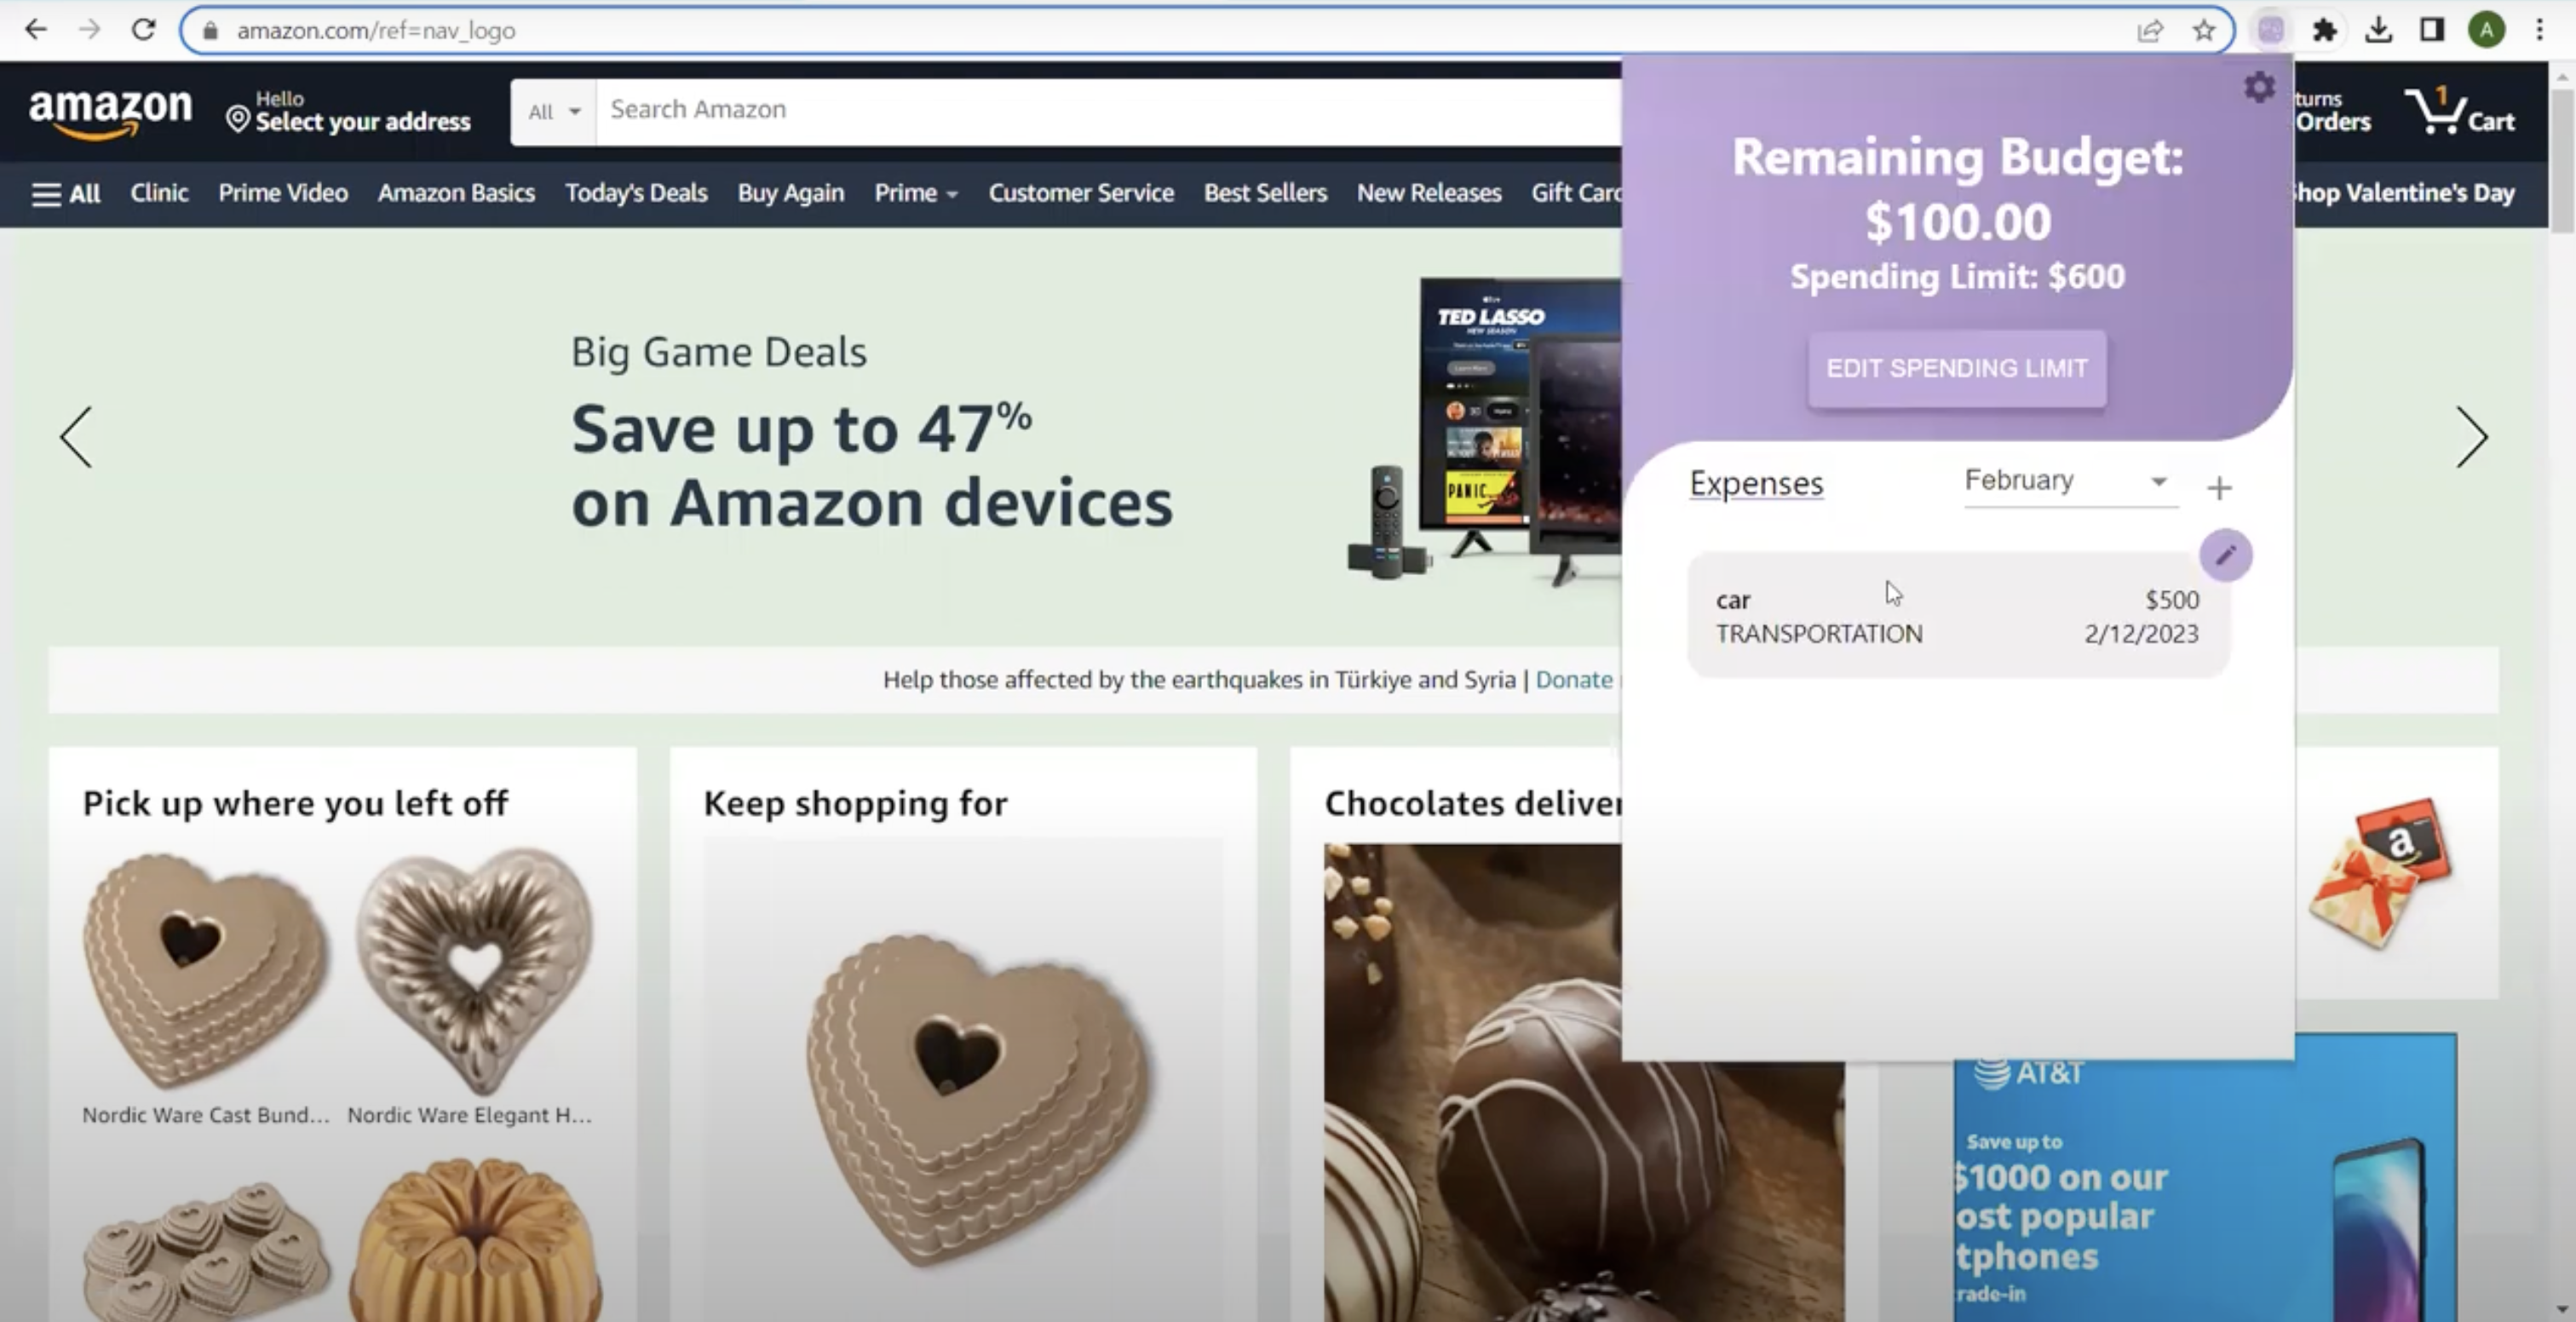 amazon.com/ref=nav_logo
A
amazon
Hello
Select your address
All
Search Amazon
turns
Orders
1
Cart
All
Clinic
Prime Video
Amazon Basics
Today's Deals
Buy Again
Prime
Customer Service
Best Sellers
New Releases
Gift Card
hop Valentine's Day
Remaining Budget:
$100.00
Spending Limit: $600
EDIT SPENDING LIMIT
Expenses
February
car
$500
TRANSPORTATION
2/12/2023
Big Game Deals
Save up to 47%
on Amazon devices
TED LASSO
NEW SEASON
PANIC
Help those affected by the earthquakes in Türkiye and Syria | Donate
Pick up where you left off
Nordic Ware Cast Bund...
Nordic Ware Elegant H...
Keep shopping for
Chocolates deliver
a
AT&T
Save up to
$1000 on our
ost popular
tphones
rade-in